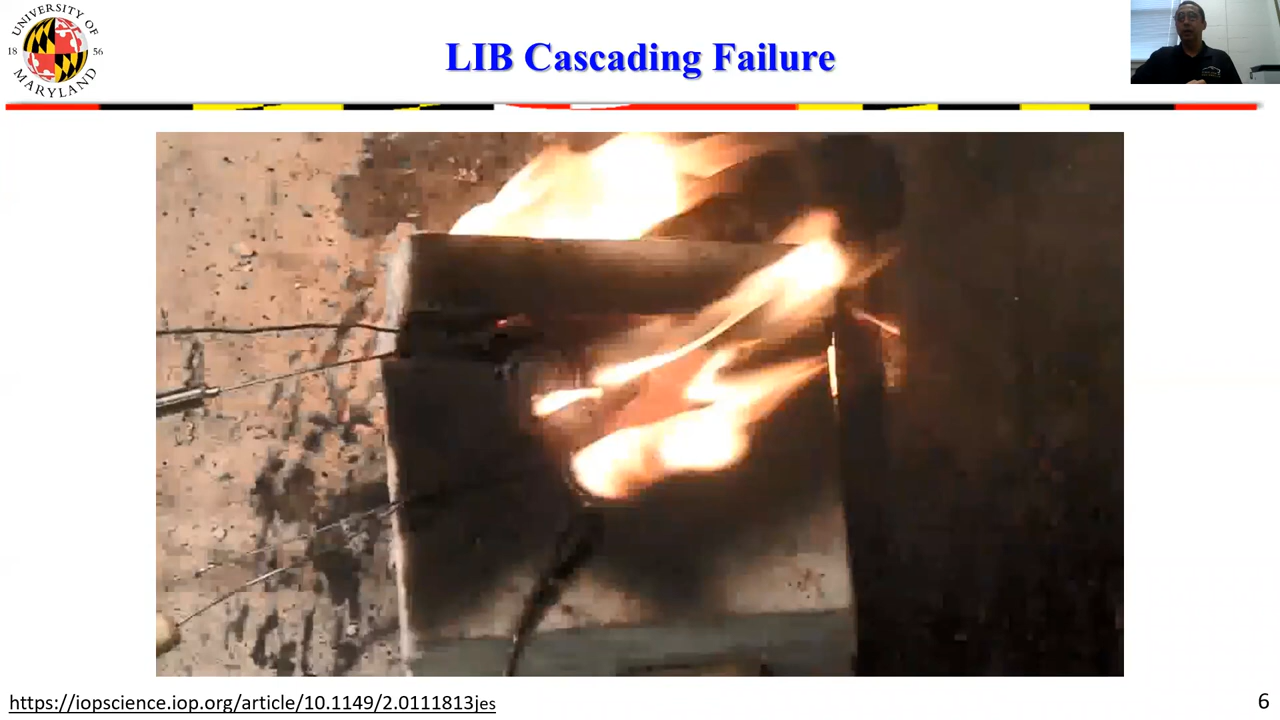 UNIVERSITY OF
18 56
MARYLAND
LIB Cascading Failure
https://iopscience.iop.org/article/10.1149/2.0111813jes
6